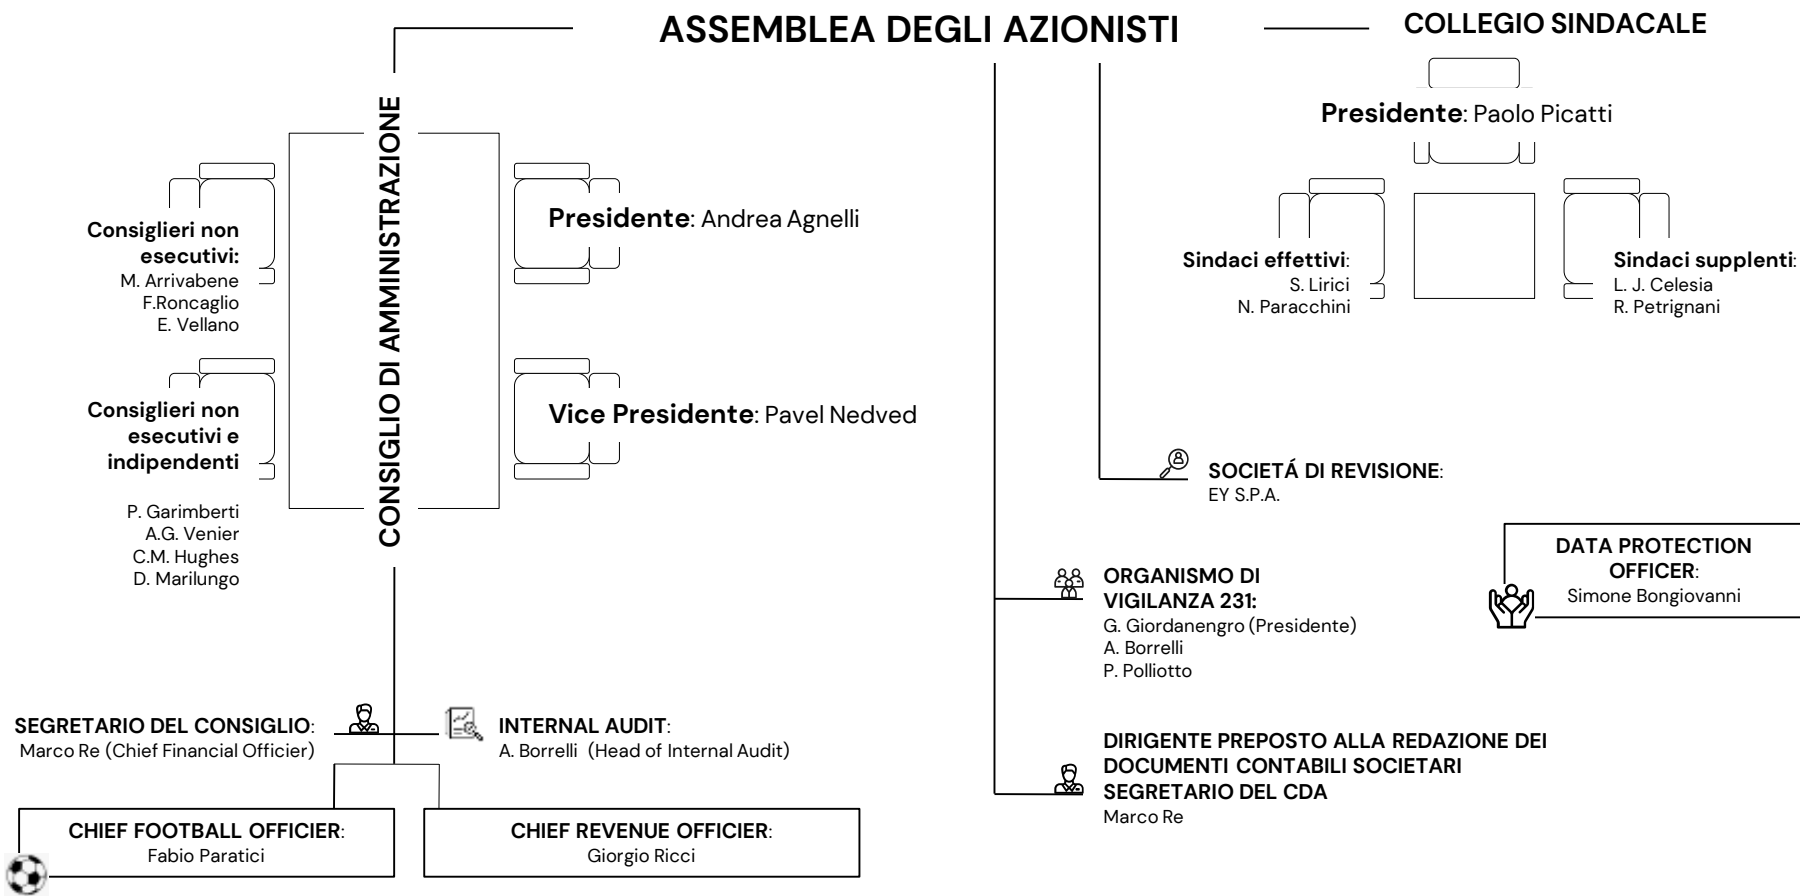 ASSEMBLEA DEGLI AZIONISTI
COLLEGIO SINDACALE
Presidente: Paolo Picatti
Sindaci effettivi:
S. Lirici
N. Paracchini
Sindaci supplenti:
L. J. Celesia
R. Petrignani
CONSIGLIO DI AMMINISTRAZIONE
Consiglieri non
esecutivi:
M. Arrivabene
F.Roncaglio
E. Vellano
Presidente: Andrea Agnelli
Consiglieri non
esecutivi e
indipendenti
P. Garimberti
A.G. Venier
C.M. Hughes
D. Marilungo
Vice Presidente: Pavel Nedved
SOCIETÁ DI REVISIONE:
EY S.P.A.
ORGANISMO DI
VIGILANZA 231:
G. Giordanengro (Presidente)
A. Borrelli
P. Polliotto
DATA PROTECTION
OFFICER:
Simone Bongiovanni
SEGRETARIO DEL CONSIGLIO:
Marco Re (Chief Financial Officier)
INTERNAL AUDIT:
A. Borrelli (Head of Internal Audit)
DIRIGENTE PREPOSTO ALLA REDAZIONE DEI
DOCUMENTI CONTABILI SOCIETARI
SEGRETARIO DEL CDA
Marco Re
CHIEF FOOTBALL OFFICIER:
Fabio Paratici
CHIEF REVENUE OFFICIER:
Giorgio Ricci